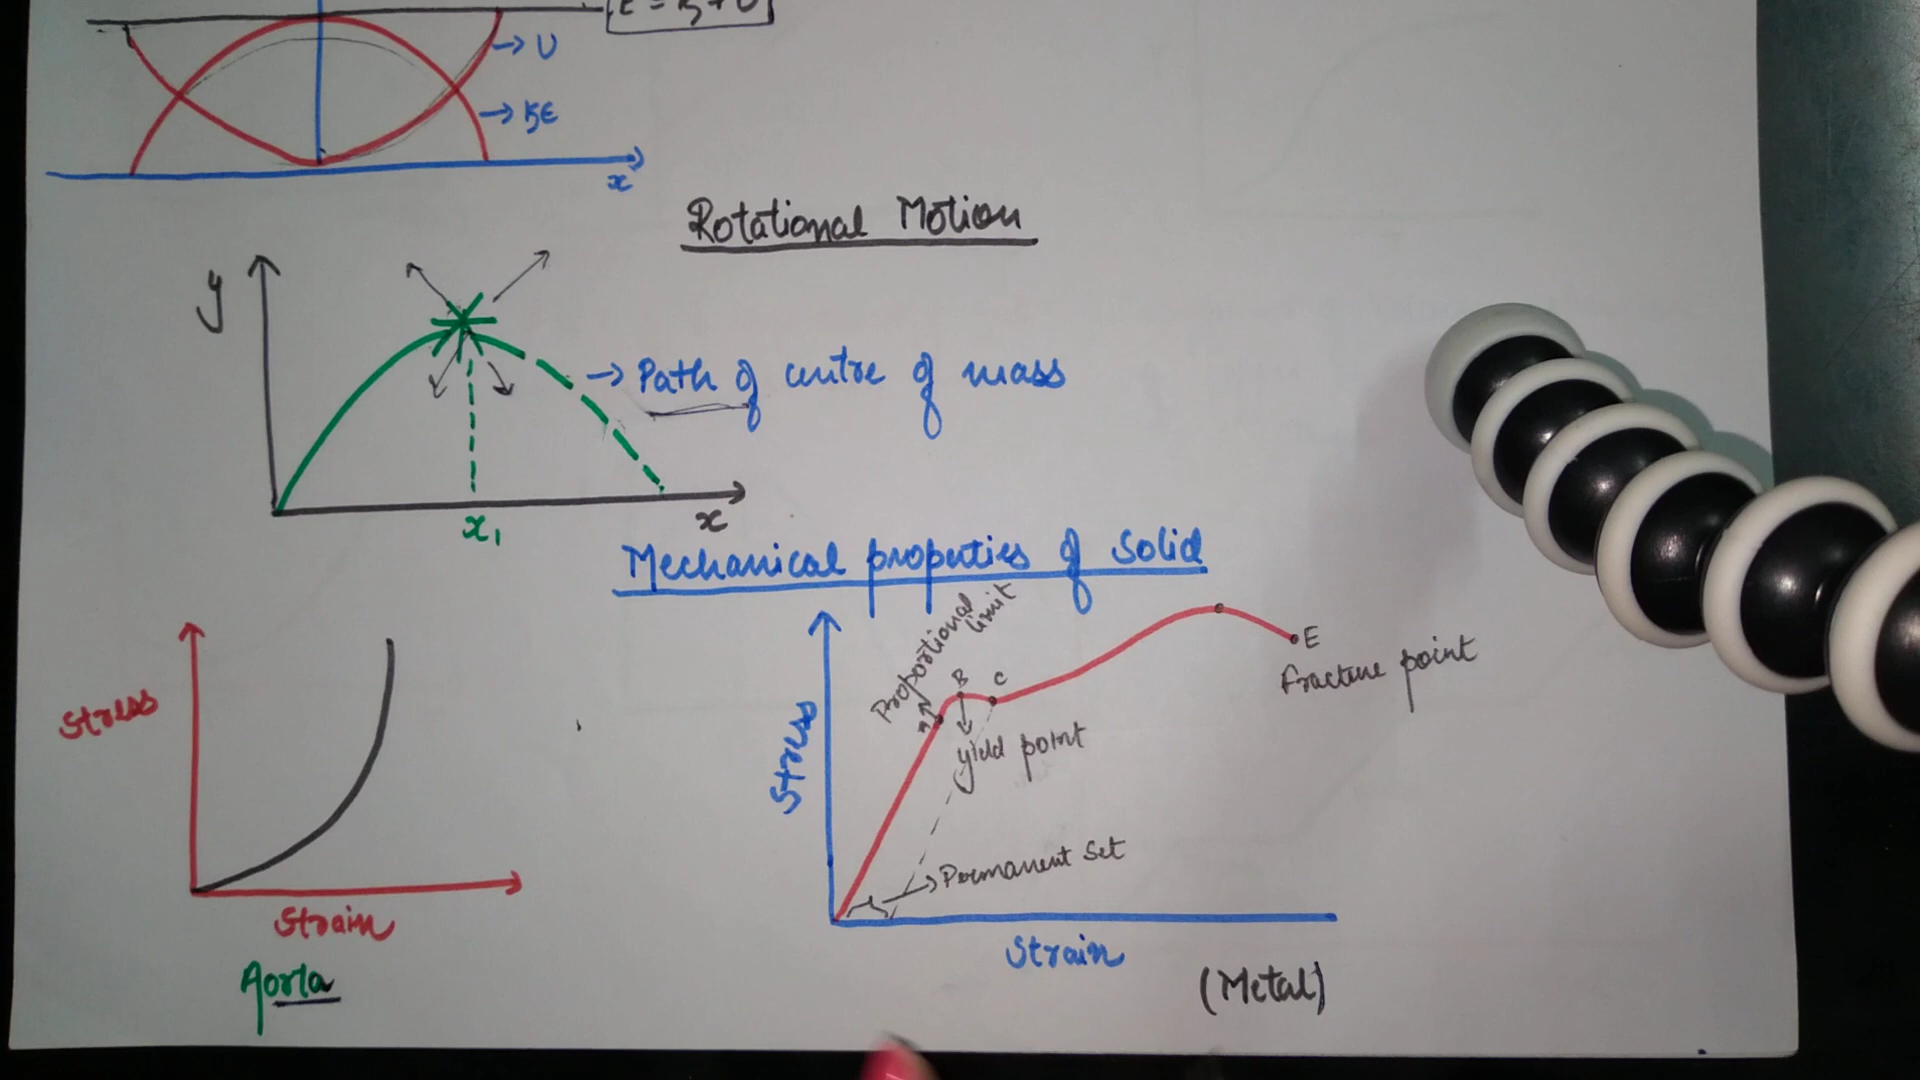 E = K + U
→ U
→ KE
x
Rotational Motion
y
→ Path of centre of mass
x₁
x
Mechanical properties of Solid
Proportional limit
B
C
E
Fracture point
Stress
yield point
Stress
→ Permanent Set
Strain
Strain
Aorta
(Metal)